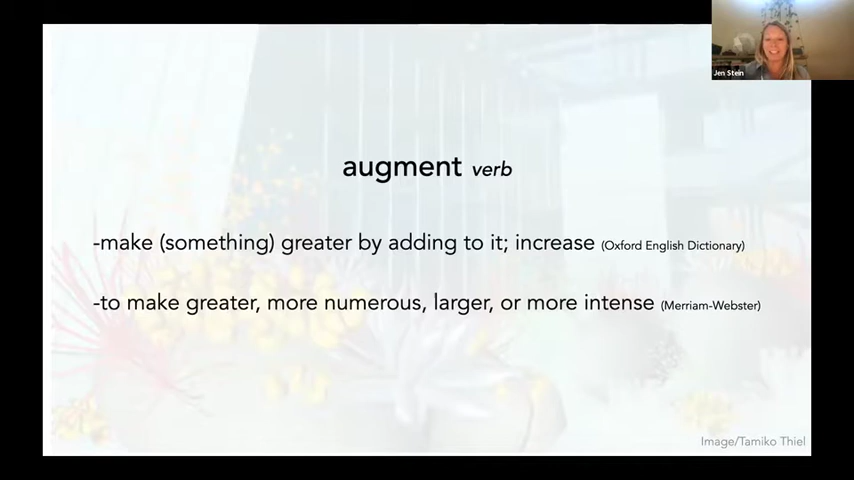 Jen Stein
augment verb
-make (something) greater by adding to it; increase (Oxford English Dictionary)
-to make greater, more numerous, larger, or more intense (Merriam-Webster)
Image/Tamiko Thiel